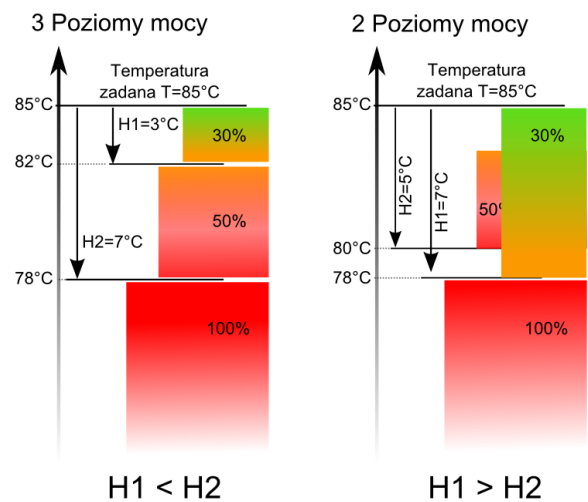 3 Poziomy mocy
Temperatura
zadana T=85°C
85°C
H1=3°C
30%
82°C
50%
H2=7°C
78°C
100%
H1 < H2
2 Poziomy mocy
Temperatura
zadana T=85°C
85°C
30%
H2=5°C
H1=7°C
50%
80°C
78°C
100%
H1 > H2